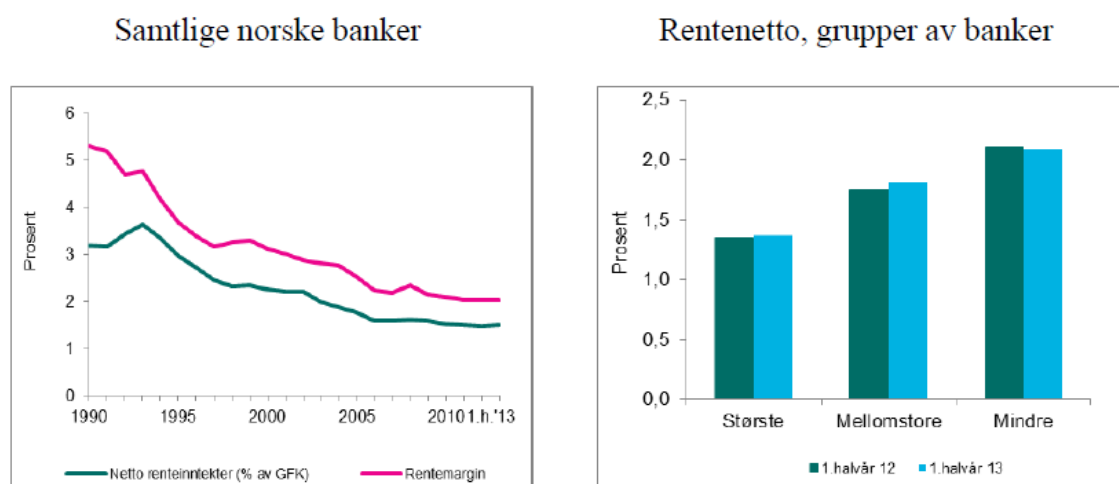 Samtlige norske banker
Prosent
6
5
4
3
2
1
0
1990 1995 2000 2005 2010 1.h.'13
Netto renteinntekter (% av GFK) Rentemargin
Rentenetto, grupper av banker
Prosent
2,5
2,0
1,5
1,0
0,5
0,0
Største Mellomstore Mindre
1.halvår 12 1.halvår 13